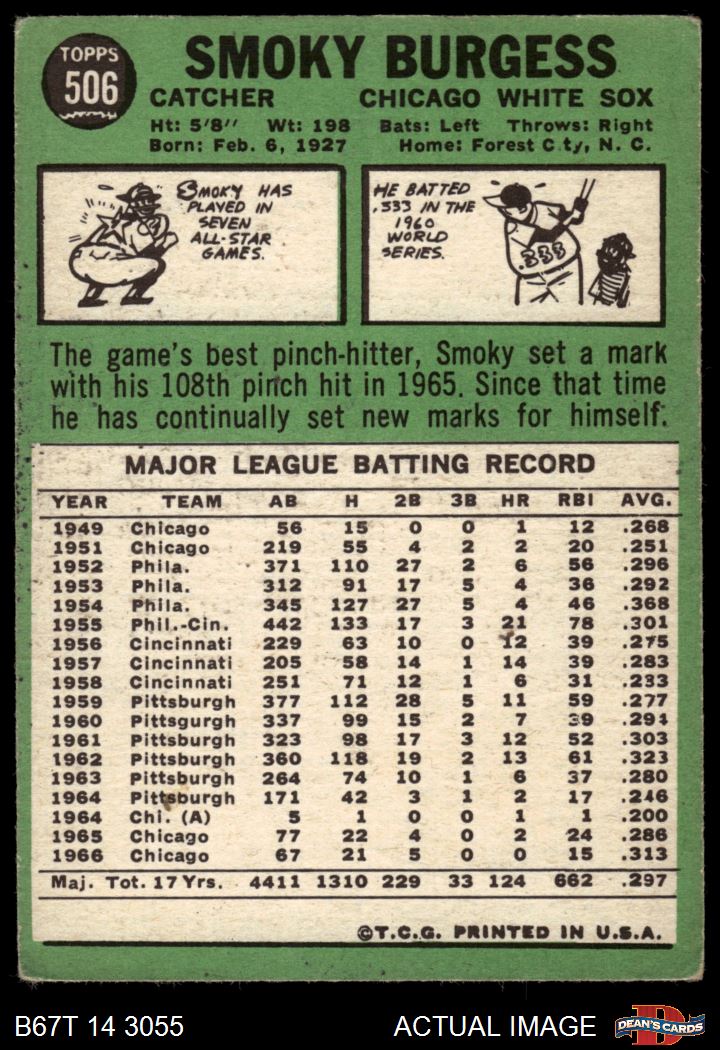 TOPPS
506
SMOKY BURGESS
CATCHER CHICAGO WHITE SOX
Ht: 5'8'' Wt: 198 Bats: Left Throws: Right
Born: Feb. 6, 1927 Home: Forest C ty, N. C.
SMOKY HAS
PLAYED IN
SEVEN
ALL-STAR
GAMES.
HE BATTED
.333 IN THE
1960
WORLD
SERIES.
.333
The game's best pinch-hitter, Smoky set a mark
with his 108th pinch hit in 1965. Since that time
he has continually set new marks for himself.
MAJOR LEAGUE BATTING RECORD
YEAR TEAM AB H 2B 3B HR RBI AVG.
1949 Chicago 56 15 0 0 1 12 .268
1951 Chicago 219 55 4 2 2 20 .251
1952 Phila. 371 110 27 2 6 56 .296
1953 Phila. 312 91 17 5 4 36 .292
1954 Phila. 345 127 27 5 4 46 .368
1955 Phil.-Cin. 442 133 17 3 21 78 .301
1956 Cincinnati 229 63 10 0 12 39 .275
1957 Cincinnati 205 58 14 1 14 39 .283
1958 Cincinnati 251 71 12 1 6 31 .233
1959 Pittsburgh 377 112 28 5 11 59 .277
1960 Pittsgurgh 337 99 15 2 7 39 .294
1961 Pittsburgh 323 98 17 3 12 52 .303
1962 Pittsburgh 360 118 19 2 13 61 .323
1963 Pittsburgh 264 74 10 1 6 37 .280
1964 Pittsburgh 171 42 3 1 2 17 .246
1964 Chi. (A) 5 1 0 0 1 1 .200
1965 Chicago 77 22 4 0 2 24 .286
1966 Chicago 67 21 5 0 0 15 .313
Maj. Tot. 17 Yrs. 4411 1310 229 33 124 662 .297
©T.C.G. PRINTED IN U.S.A.
B67T 14 3055 ACTUAL IMAGE
DEAN'S CARDS